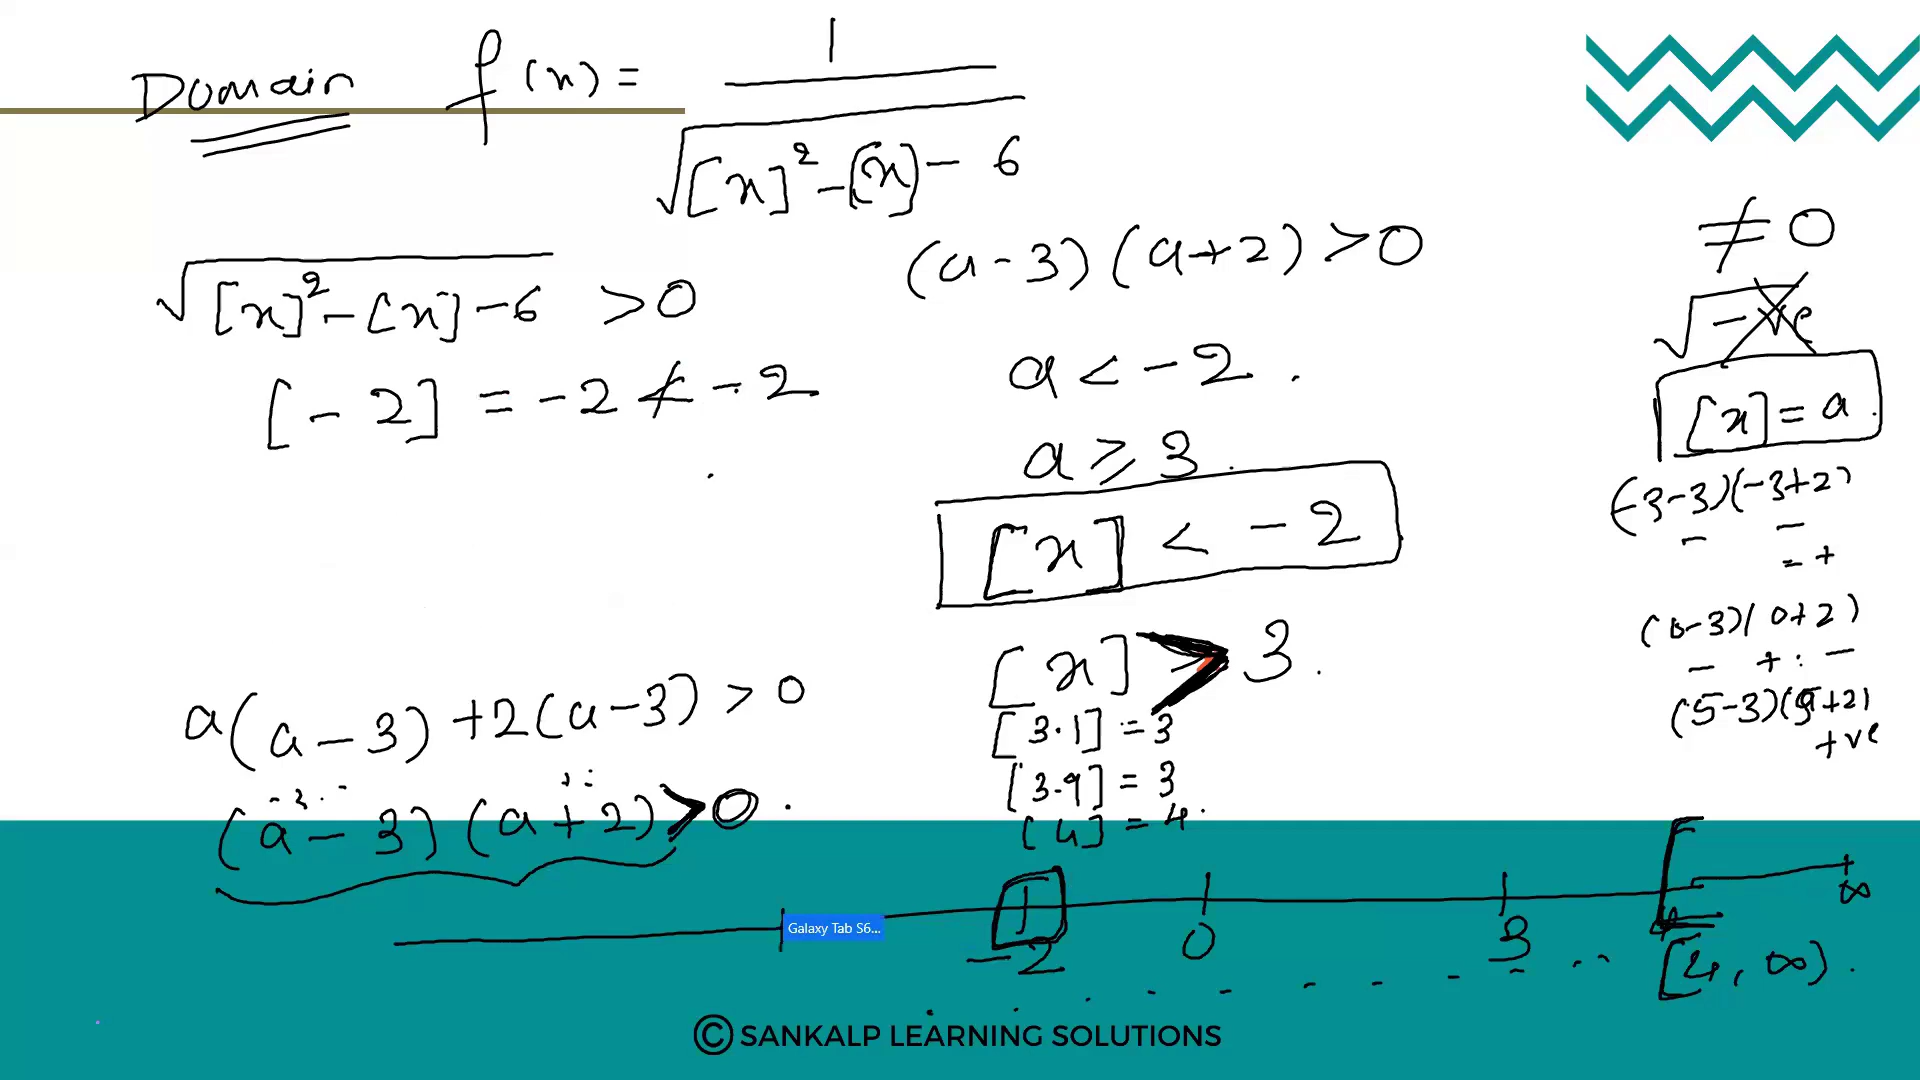 Domain f(x) = 1
√[x]² - [x] - 6
√[x]² - [x] - 6 > 0
[-2] = -2 ≮ -2
a(a-3) + 2(a-3) > 0
(a-3) (a+2) > 0.
(a-3) (a+2) > 0
a < -2.
a ≥ 3.
[x] < -2
[x] > 3.
[3.1] = 3
[3.9] = 3
[4] = 4.
≠ 0
√-ve
[x] = a.
(-3-3)(-3+2)
- -
= +
(0-3)(0+2)
- + : -
(5-3)(5+2)
+ve
-2 0 3 4 ∞
[4, ∞).
Galaxy Tab S6...
© SANKALP LEARNING SOLUTIONS